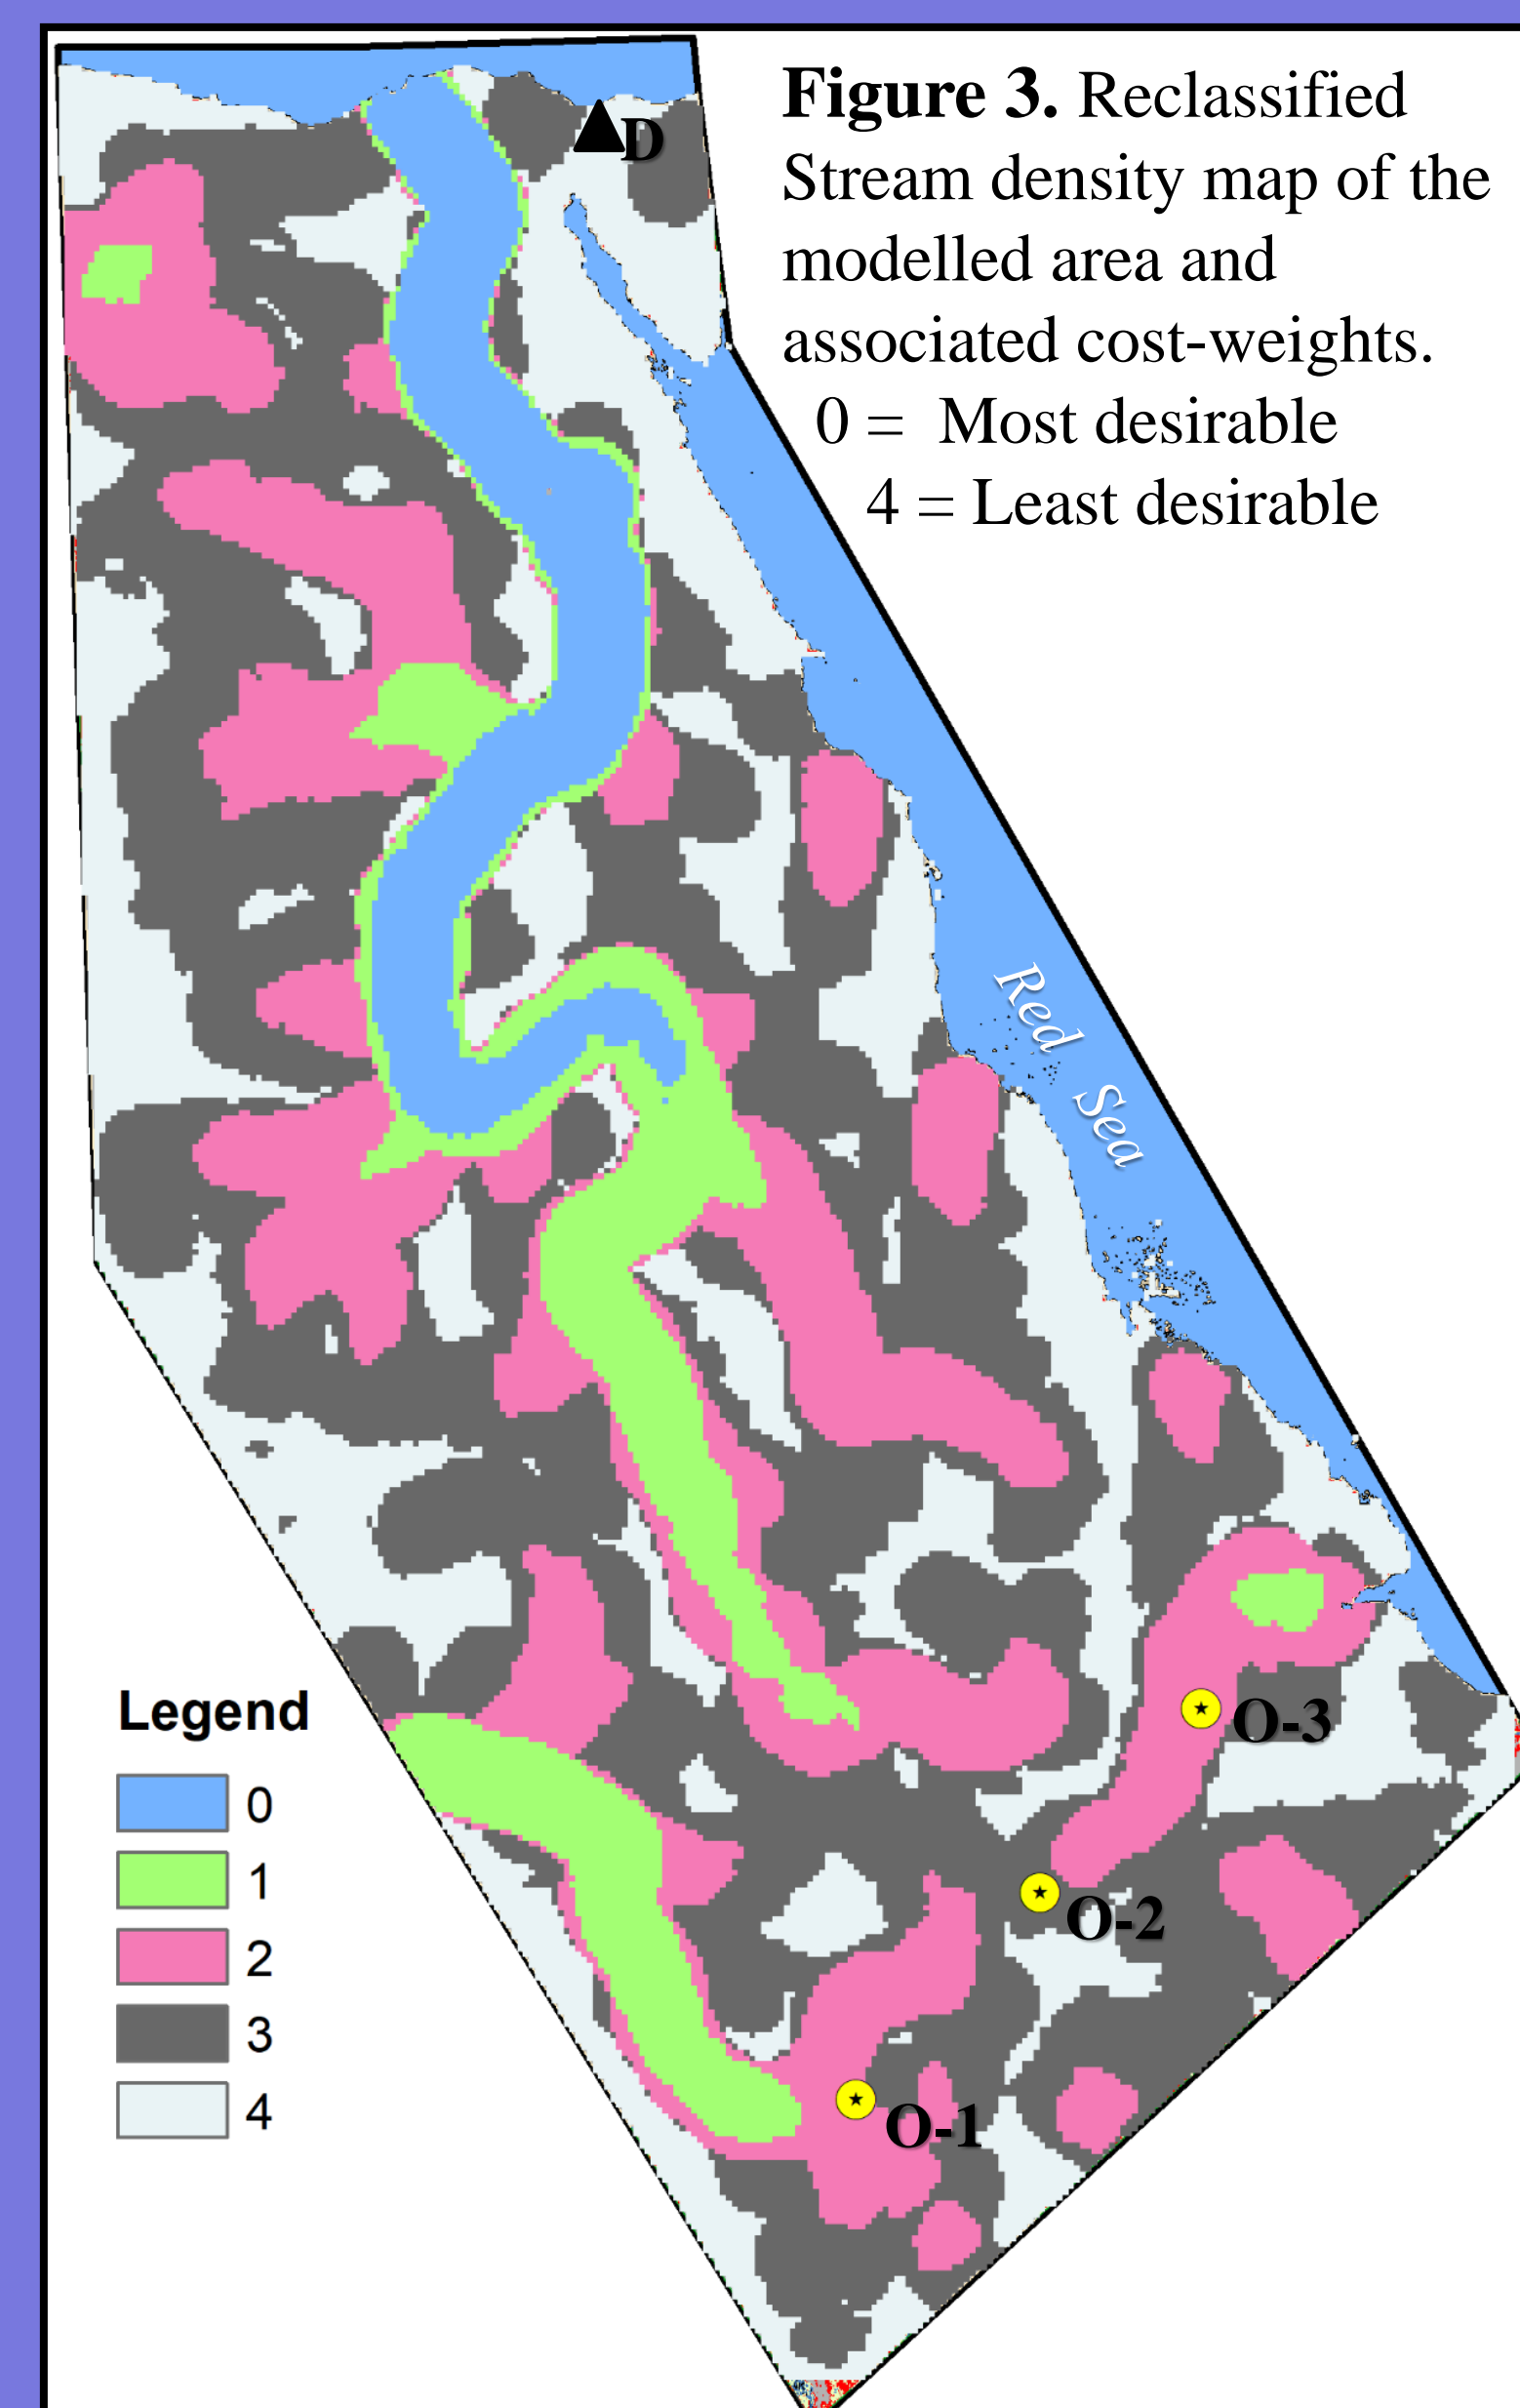 Figure 3. Reclassified
Stream density map of the
modelled area and
associated cost-weights.
0 = Most desirable
4 = Least desirable
D
Red Sea
O-3
O-2
O-1
Legend
0
1
2
3
4